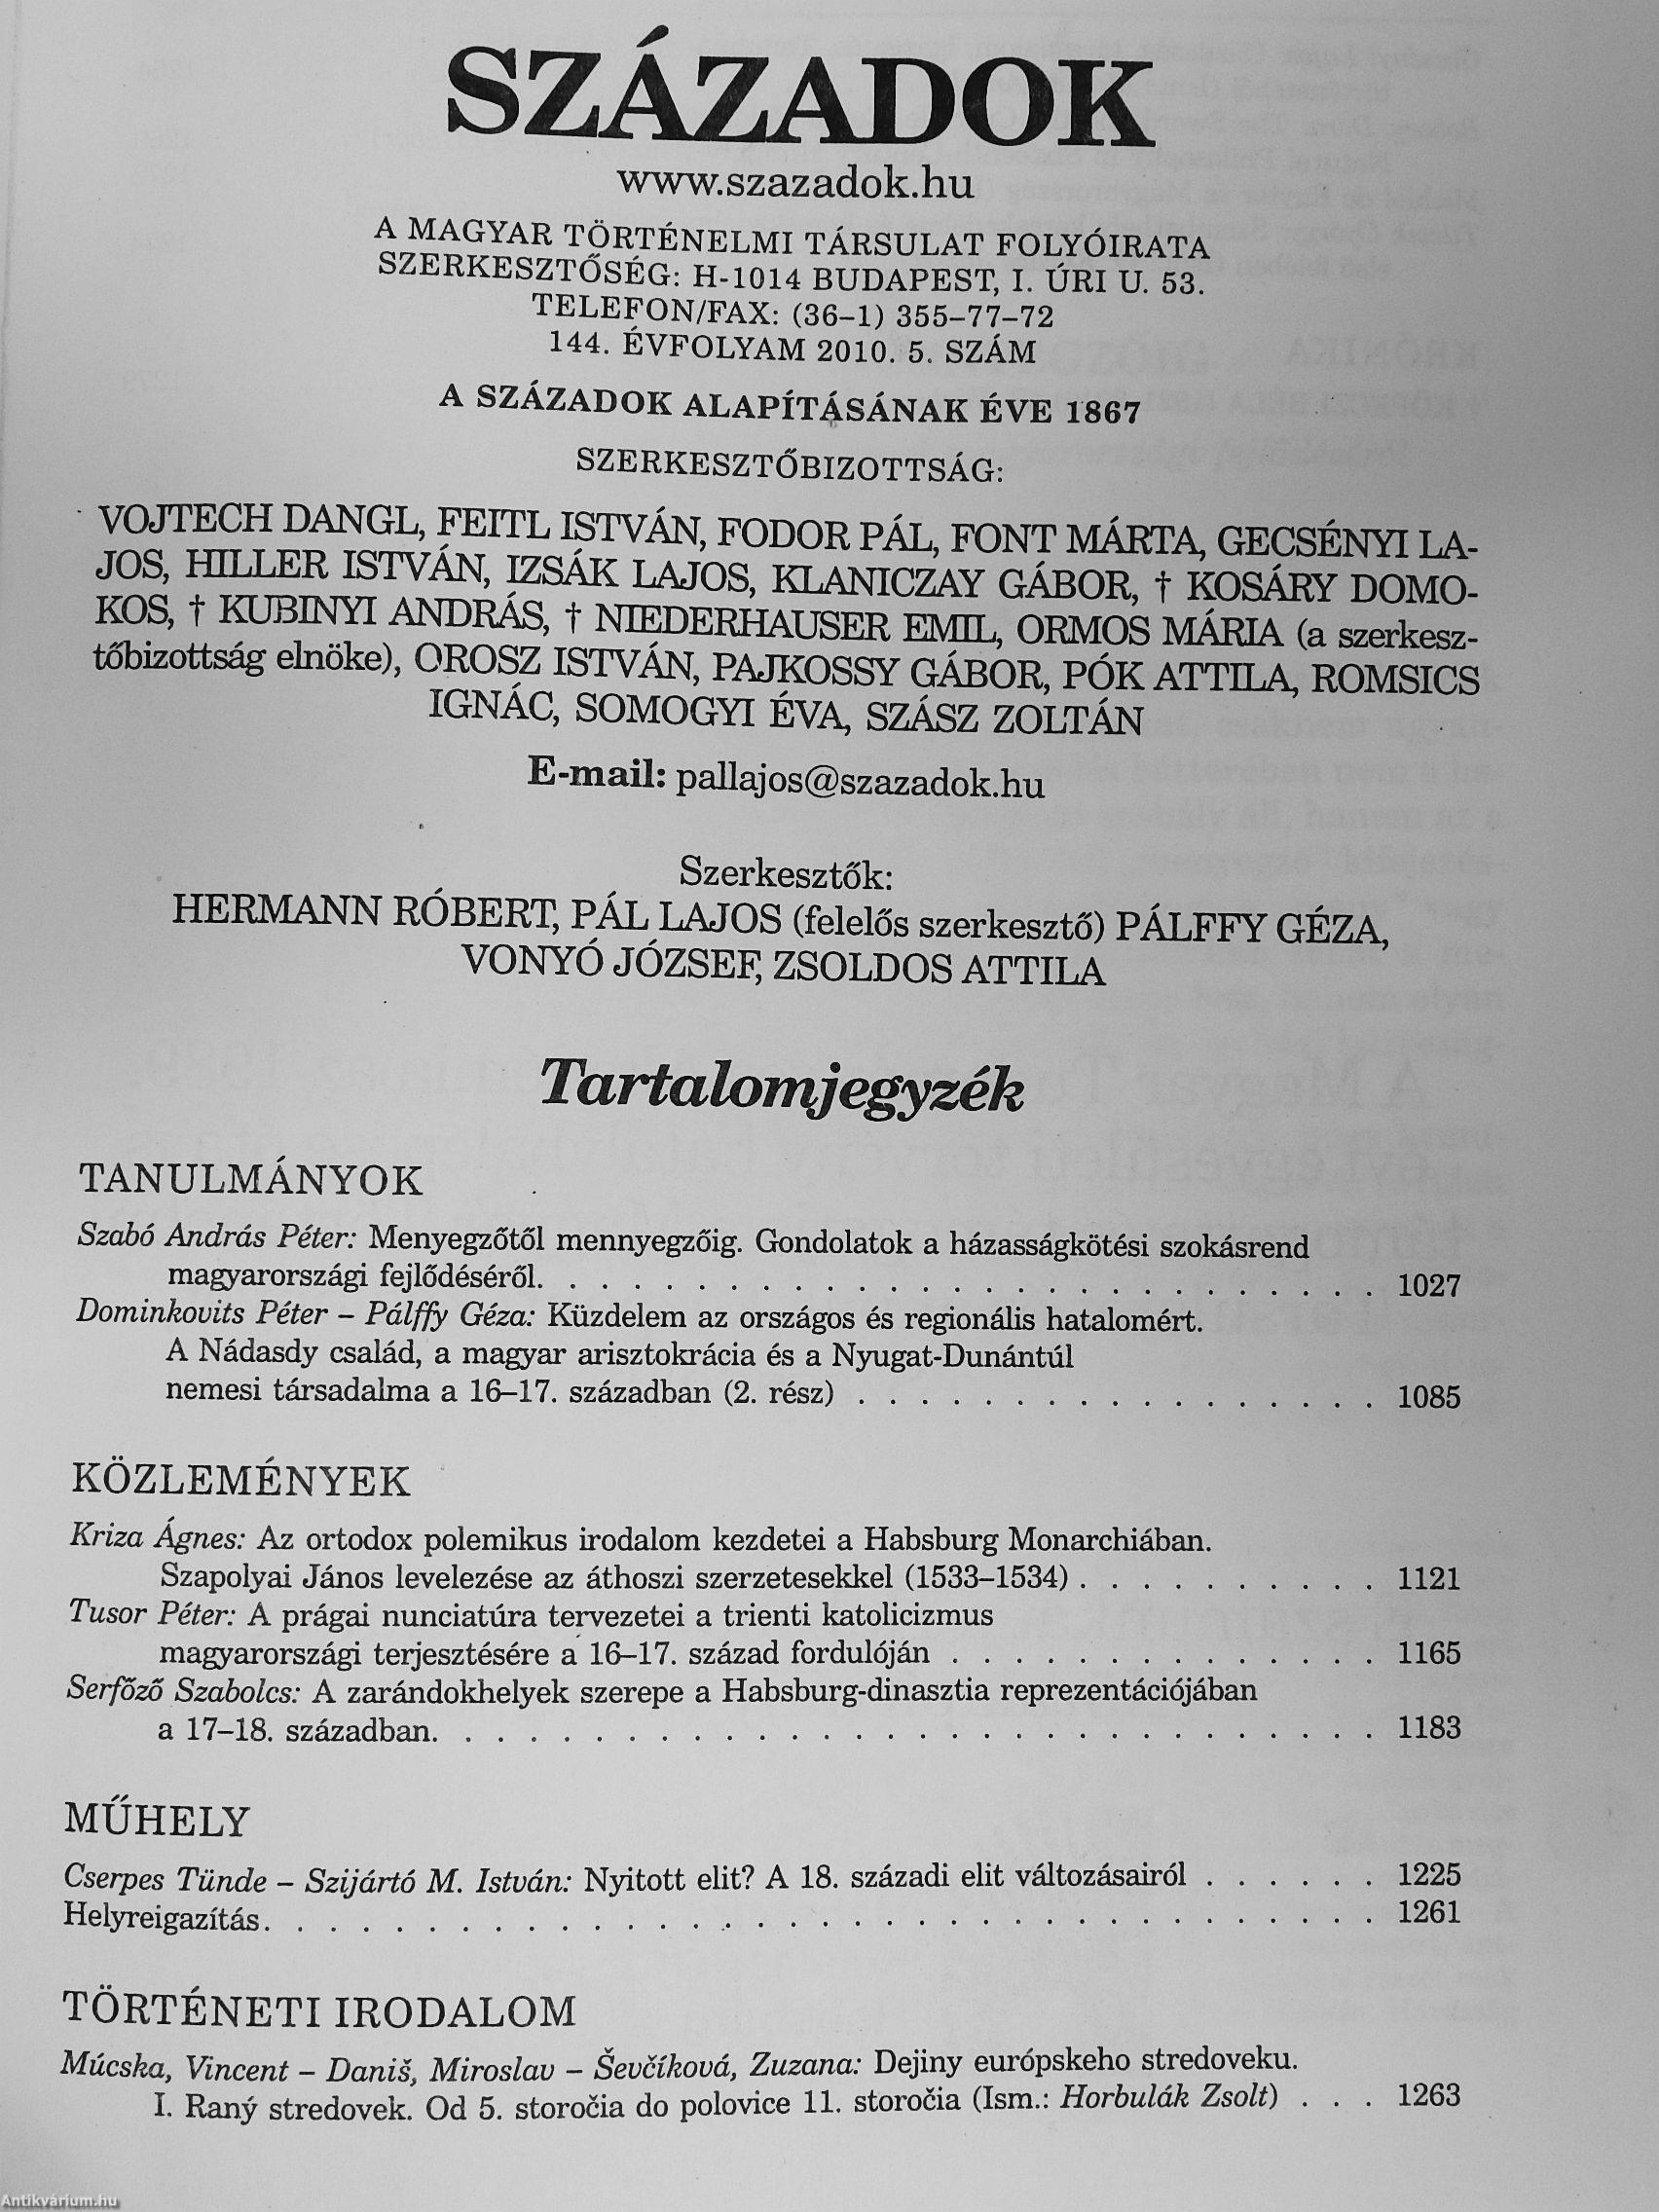 SZÁZADOK
www.szazadok.hu
A MAGYAR TÖRTÉNELMI TÁRSULAT FOLYÓIRATA
SZERKESZTŐSÉG: H-1014 BUDAPEST, I. ÚRI U. 53.
TELEFON/FAX: (36–1) 355–77–72
144. ÉVFOLYAM 2010. 5. SZÁM
A SZÁZADOK ALAPÍTÁSÁNAK ÉVE 1867
SZERKESZTŐBIZOTTSÁG:
VOJTECH DANGL, FEITL ISTVÁN, FODOR PÁL, FONT MÁRTA, GECSÉNYI LA-
JOS, HILLER ISTVÁN, IZSÁK LAJOS, KLANICZAY GÁBOR, † KOSÁRY DOMO-
KOS, † KUBINYI ANDRÁS, † NIEDERHAUSER EMIL, ORMOS MÁRIA (a szerkesz-
tőbizottság elnöke), OROSZ ISTVÁN, PAJKOSSY GÁBOR, PÓK ATTILA, ROMSICS
IGNÁC, SOMOGYI ÉVA, SZÁSZ ZOLTÁN
E-mail: pallajos@szazadok.hu
Szerkesztők:
HERMANN RÓBERT, PÁL LAJOS (felelős szerkesztő) PÁLFFY GÉZA,
VONYÓ JÓZSEF, ZSOLDOS ATTILA
Tartalomjegyzék
TANULMÁNYOK
Szabó András Péter: Menyegzőtől mennyegzőig. Gondolatok a házasságkötési szokásrend
magyarországi fejlődéséről. . . . . . . . . . . . . . . . . . . . . . . . . . . 1027
Dominkovits Péter – Pálffy Géza: Küzdelem az országos és regionális hatalomért.
A Nádasdy család, a magyar arisztokrácia és a Nyugat-Dunántúl
nemesi társadalma a 16–17. században (2. rész) . . . . . . . . . . . . . . . . . 1085
KÖZLEMÉNYEK
Kriza Ágnes: Az ortodox polemikus irodalom kezdetei a Habsburg Monarchiában.
Szapolyai János levelezése az áthoszi szerzetesekkel (1533–1534) . . . . . . . . . . 1121
Tusor Péter: A prágai nunciatúra tervezetei a trienti katolicizmus
magyarországi terjesztésére a 16–17. század fordulóján . . . . . . . . . . . . . . 1165
Serfőző Szabolcs: A zarándokhelyek szerepe a Habsburg-dinasztia reprezentációjában
a 17–18. században. . . . . . . . . . . . . . . . . . . . . . . . . . . . . . 1183
MŰHELY
Cserpes Tünde – Szijártó M. István: Nyitott elit? A 18. századi elit változásairól . . . . . . 1225
Helyreigazítás. . . . . . . . . . . . . . . . . . . . . . . . . . . . . . . . . . . 1261
TÖRTÉNETI IRODALOM
Múcska, Vincent – Daniš, Miroslav – Ševčíková, Zuzana: Dejiny európskeho stredoveku.
I. Raný stredovek. Od 5. storočia do polovice 11. storočia (Ism.: Horbulák Zsolt) . . . 1263
Antikvárium.hu